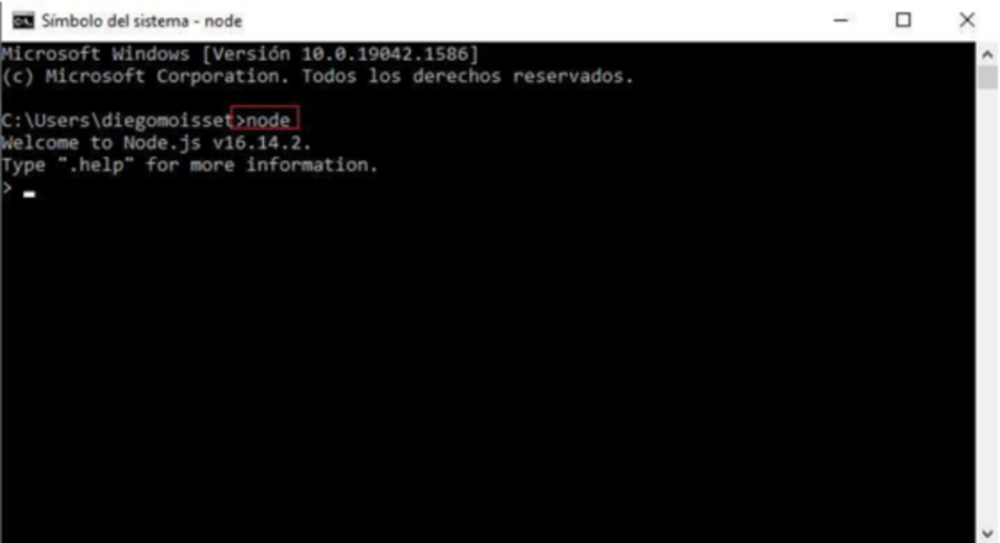 Símbolo del sistema - node
Microsoft Windows [Versión 10.0.19042.1586]
(c) Microsoft Corporation. Todos los derechos reservados.
C:\Users\diegomoisset>node
Welcome to Node.js v16.14.2.
Type ".help" for more information.
>